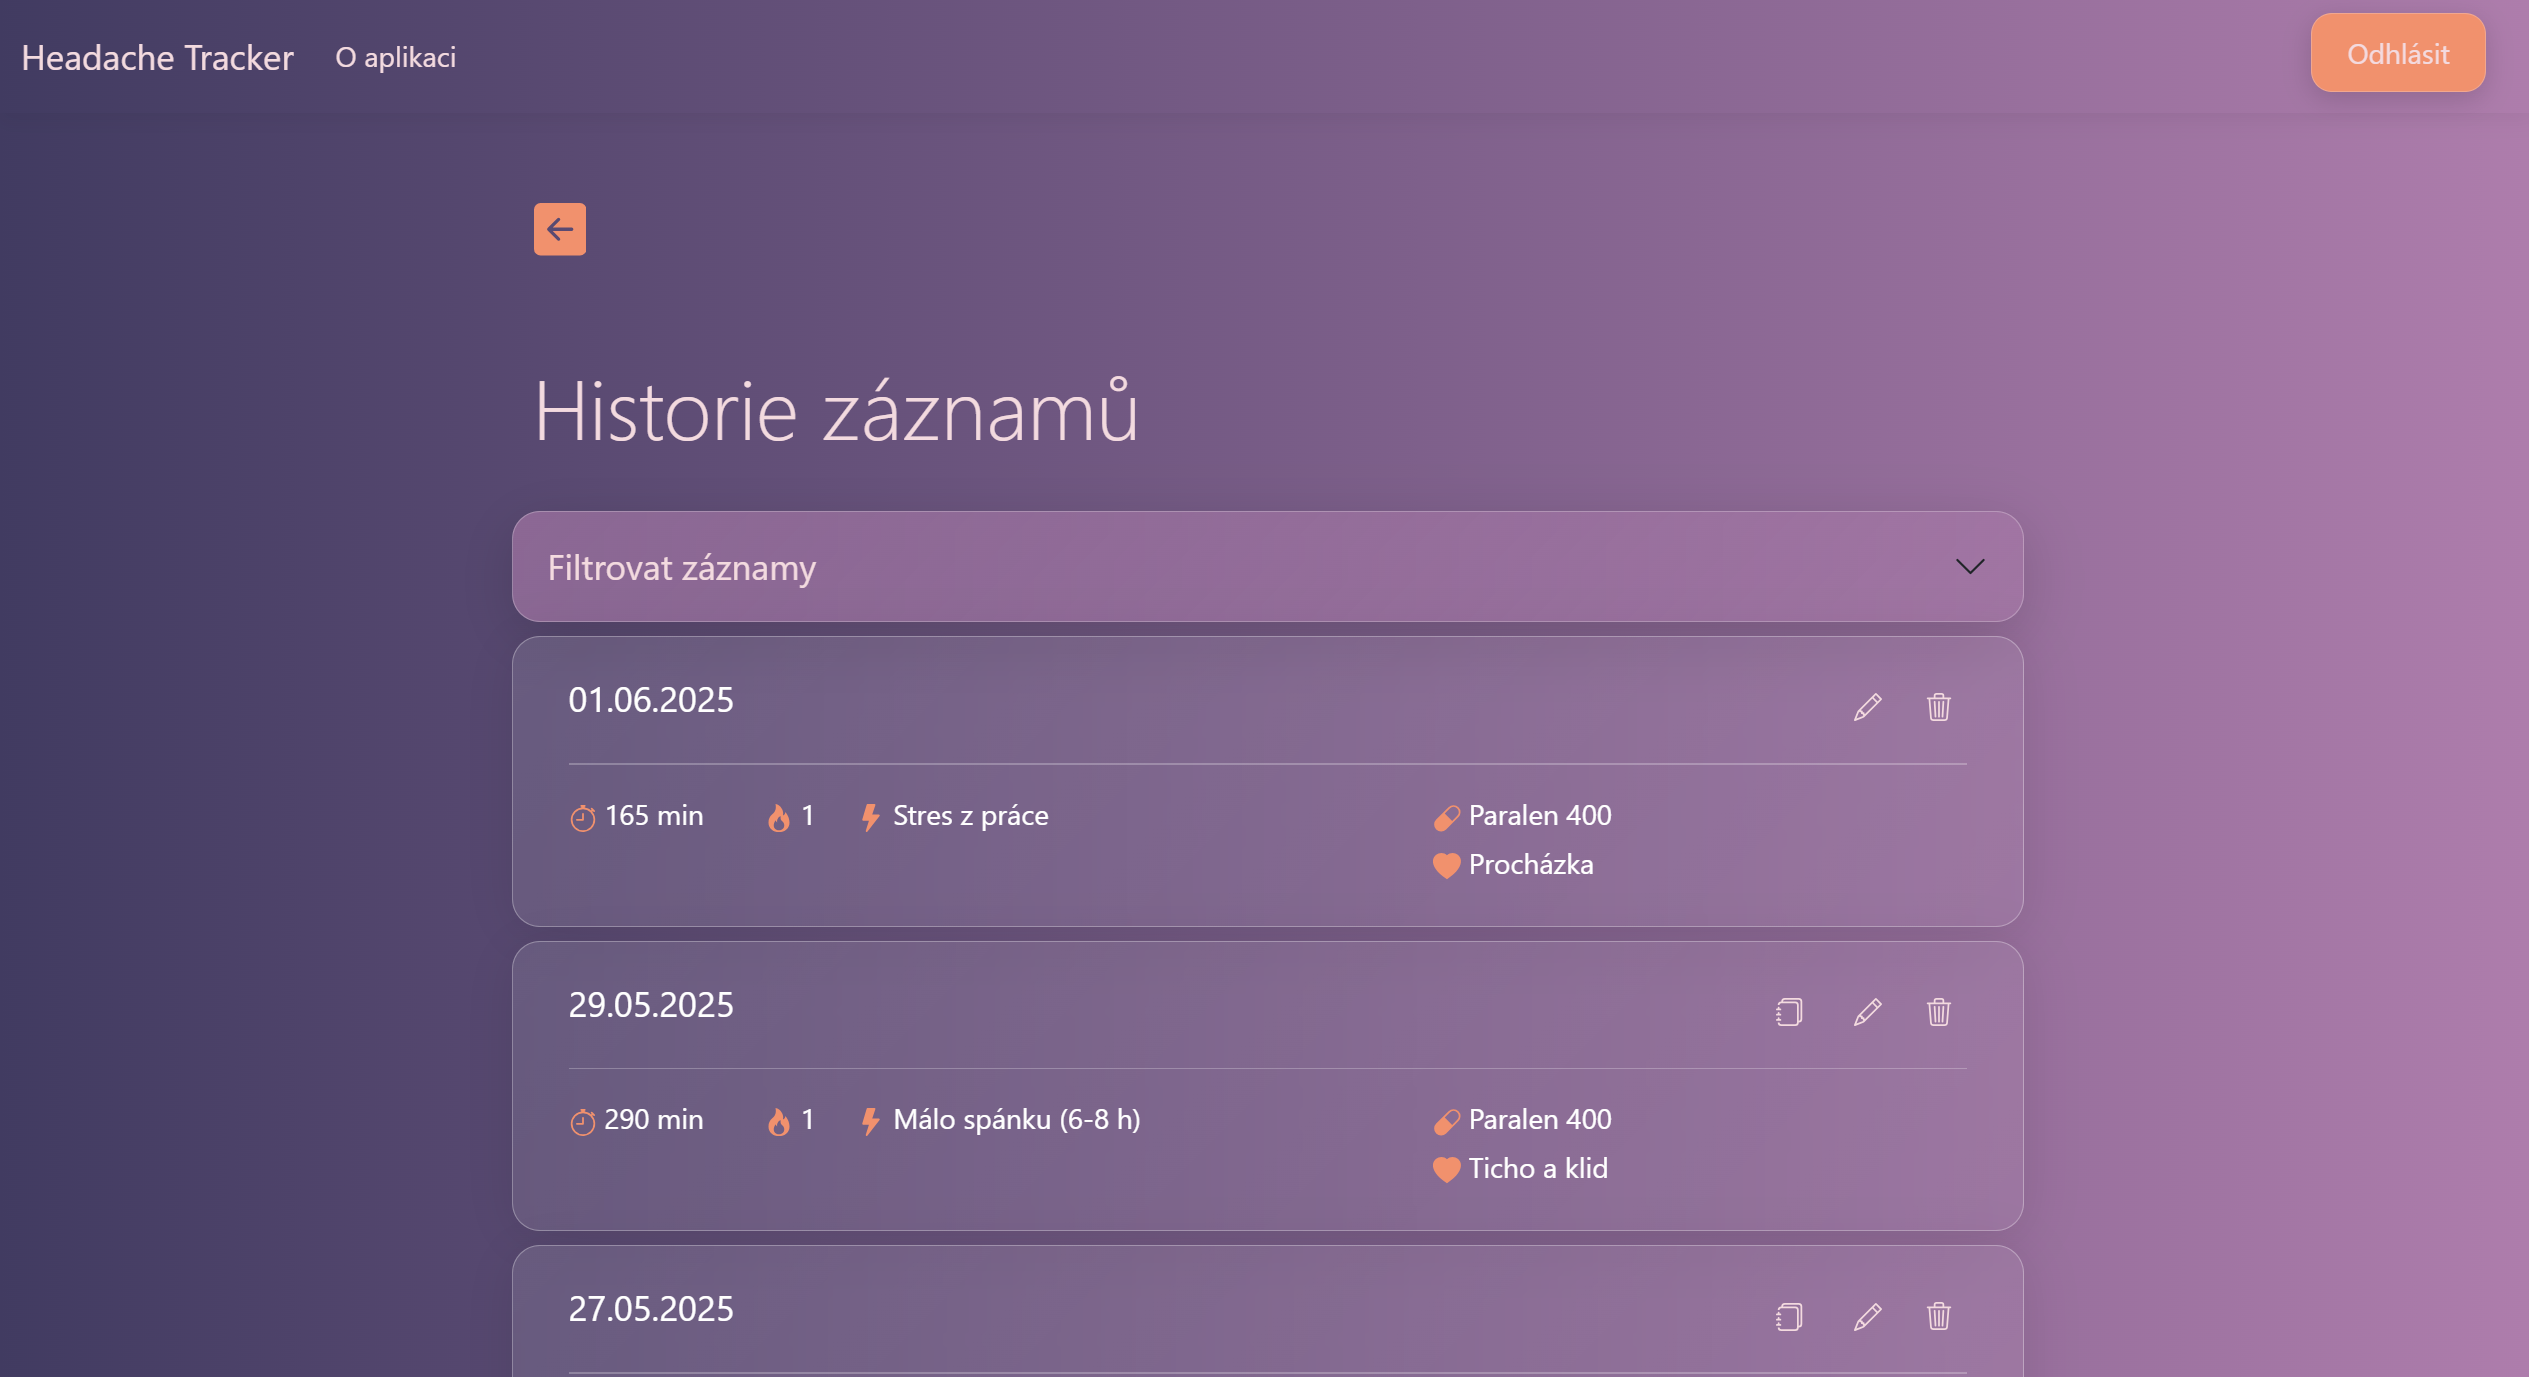 Headache Tracker O aplikaci Odhlásit
Historie záznamů
Filtrovat záznamy
01.06.2025
165 min 1 Stres z práce Paralen 400
Procházka
29.05.2025
290 min 1 Málo spánku (6-8 h) Paralen 400
Ticho a klid
27.05.2025